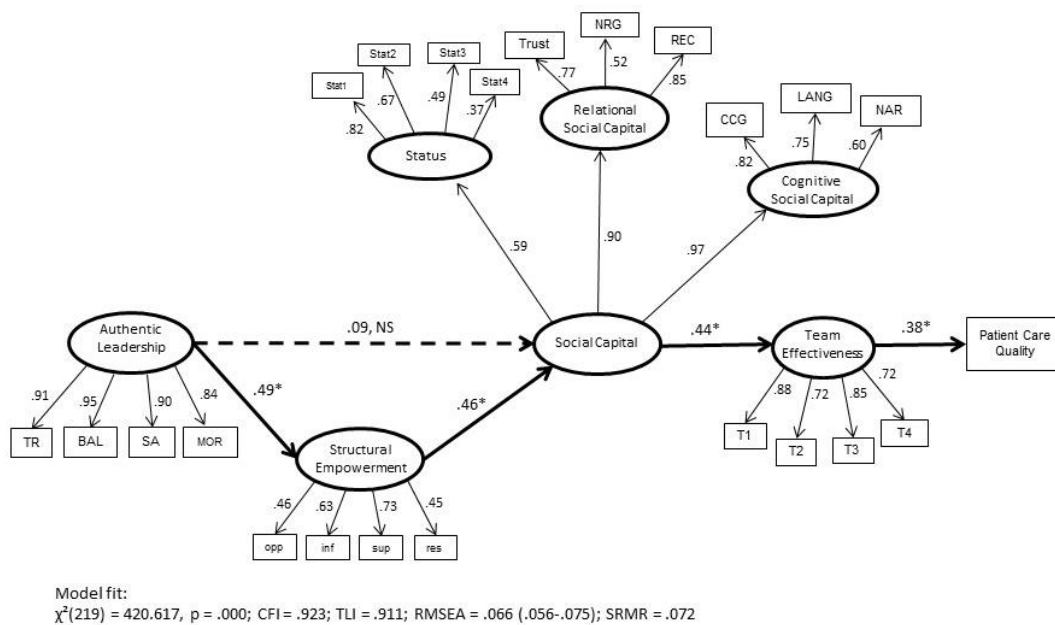 NRG
Trust
REC
Stat2
Stat3
Stat1
Stat4
.77
.52
.85
.82
.67
.49
.37
Relational
Social Capital
Status
CCG
LANG
NAR
.82
.75
.60
Cognitive
Social Capital
.59
.90
.97
Authentic
Leadership
.09, NS
Social Capital
.44*
Team
Effectiveness
.38*
Patient Care
Quality
.91
.95
.90
.84
TR
BAL
SA
MOR
.49*
.46*
Structural
Empowerment
.88
.72
.85
.72
T1
T2
T3
T4
.46
.63
.73
.45
opp
inf
sup
res
Model fit:
χ²(219) = 420.617, p = .000; CFI = .923; TLI = .911; RMSEA = .066 (.056-.075); SRMR = .072